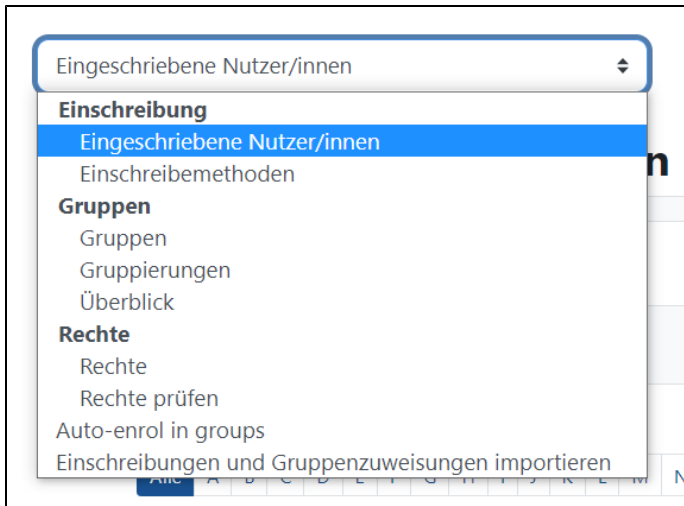 Eingeschriebene Nutzer/innen
Einschreibung
Eingeschriebene Nutzer/innen
Einschreibemethoden
n
Gruppen
Gruppen
Gruppierungen
Überblick
Rechte
Rechte
Rechte prüfen
Auto-enrol in groups
Einschreibungen und Gruppenzuweisungen importieren
Alle A B C D E F G H I J K L M N